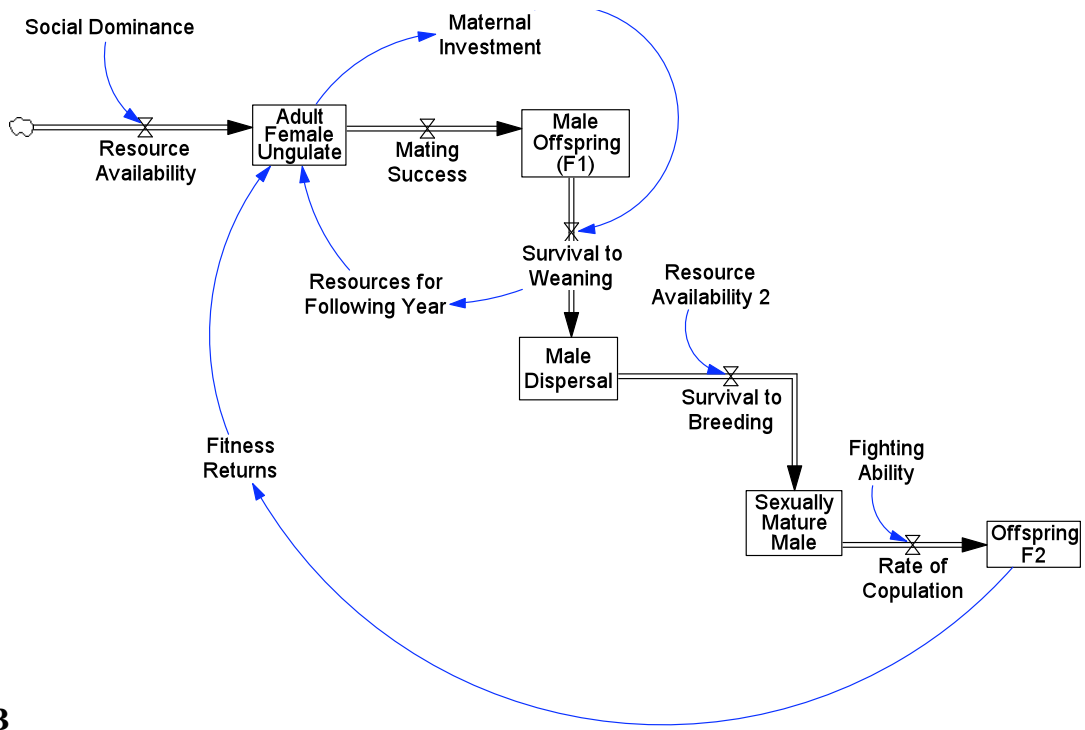 Social Dominance
Maternal
Investment
Adult
Female
Ungulate
Male
Offspring
(F1)
Resource
Availability
Mating
Success
Survival to
Weaning
Resources for
Following Year
Resource
Availability 2
Male
Dispersal
Survival to
Breeding
Fitness
Returns
Fighting
Ability
Sexually
Mature
Male
Offspring
F2
Rate of
Copulation
B